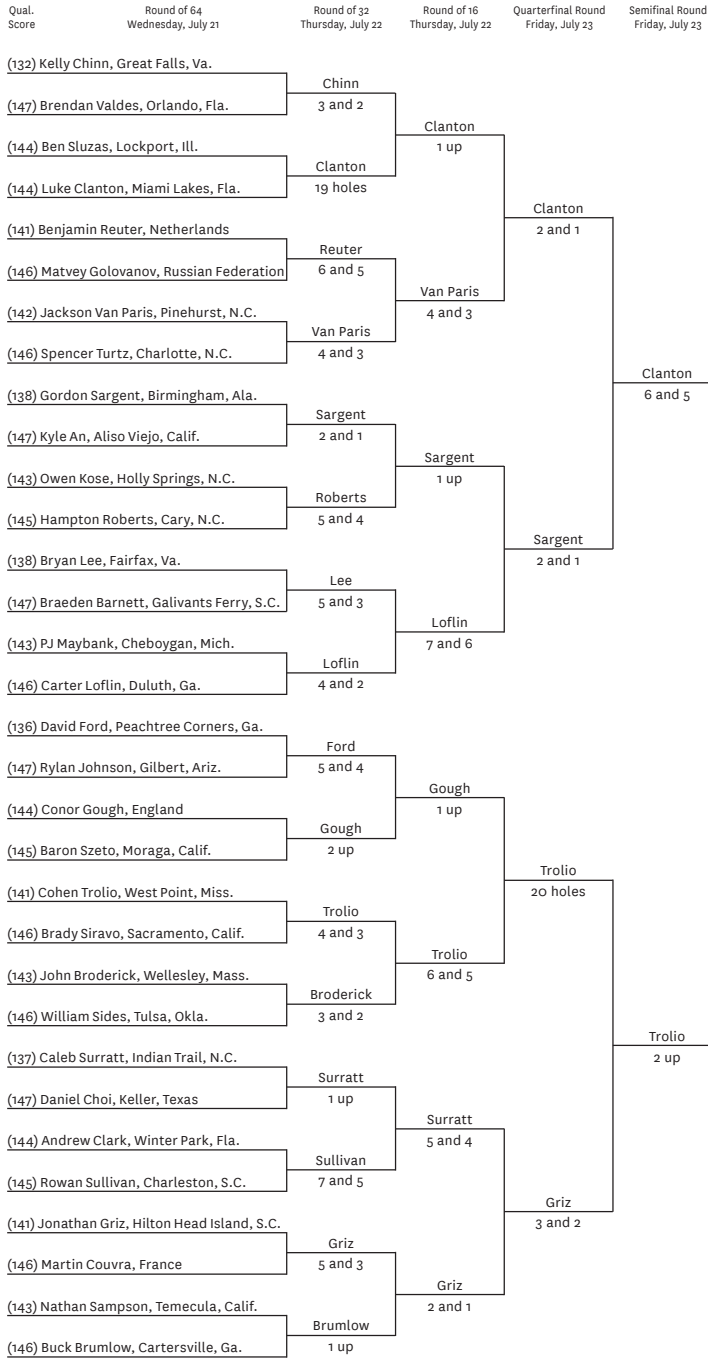 Qual. Score
Round of 64
Wednesday, July 21
Round of 32
Thursday, July 22
Round of 16
Thursday, July 22
Quarterfinal Round
Friday, July 23
Semifinal Round
Friday, July 23
(132) Kelly Chinn, Great Falls, Va.
Chinn
3 and 2
(147) Brendan Valdes, Orlando, Fla.
Clanton
1 up
(144) Ben Sluzas, Lockport, Ill.
Clanton
19 holes
(144) Luke Clanton, Miami Lakes, Fla.
Clanton
2 and 1
(141) Benjamin Reuter, Netherlands
Reuter
6 and 5
(146) Matvey Golovanov, Russian Federation
Van Paris
4 and 3
(142) Jackson Van Paris, Pinehurst, N.C.
Van Paris
4 and 3
(146) Spencer Turtz, Charlotte, N.C.
Clanton
6 and 5
(138) Gordon Sargent, Birmingham, Ala.
Sargent
2 and 1
(147) Kyle An, Aliso Viejo, Calif.
Sargent
1 up
(143) Owen Kose, Holly Springs, N.C.
Roberts
5 and 4
(145) Hampton Roberts, Cary, N.C.
Sargent
2 and 1
(138) Bryan Lee, Fairfax, Va.
Lee
5 and 3
(147) Braeden Barnett, Galivants Ferry, S.C.
Loflin
7 and 6
(143) PJ Maybank, Cheboygan, Mich.
Loflin
4 and 2
(146) Carter Loflin, Duluth, Ga.
(136) David Ford, Peachtree Corners, Ga.
Ford
5 and 4
(147) Rylan Johnson, Gilbert, Ariz.
Gough
1 up
(144) Conor Gough, England
Gough
2 up
(145) Baron Szeto, Moraga, Calif.
Trolio
20 holes
(141) Cohen Trolio, West Point, Miss.
Trolio
4 and 3
(146) Brady Siravo, Sacramento, Calif.
Trolio
6 and 5
(143) John Broderick, Wellesley, Mass.
Broderick
3 and 2
(146) William Sides, Tulsa, Okla.
Trolio
2 up
(137) Caleb Surratt, Indian Trail, N.C.
Surratt
1 up
(147) Daniel Choi, Keller, Texas
Surratt
5 and 4
(144) Andrew Clark, Winter Park, Fla.
Sullivan
7 and 5
(145) Rowan Sullivan, Charleston, S.C.
Griz
3 and 2
(141) Jonathan Griz, Hilton Head Island, S.C.
Griz
5 and 3
(146) Martin Couvra, France
Griz
2 and 1
(143) Nathan Sampson, Temecula, Calif.
Brumlow
1 up
(146) Buck Brumlow, Cartersville, Ga.